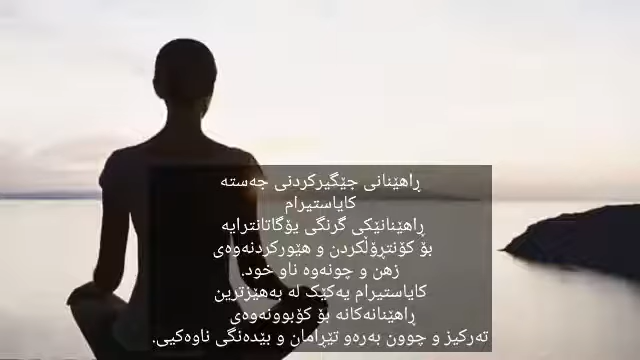 ڕاهێنانی جێگیرکردنی جەستە
کایاستیرام
ڕاهێنانێکی گرنگی یۆگاتانترایە
بۆ کۆنتڕۆڵکردن و هێورکردنەوەی
زهن و چونەوە ناو خود.
کایاستیرام یەکێک لە بەهێزترین
ڕاهێنانەکانە بۆ کۆبوونەوەی
تەرکیز و چوون بەرەو تێڕامان و بێدەنگی ناوەکیی.